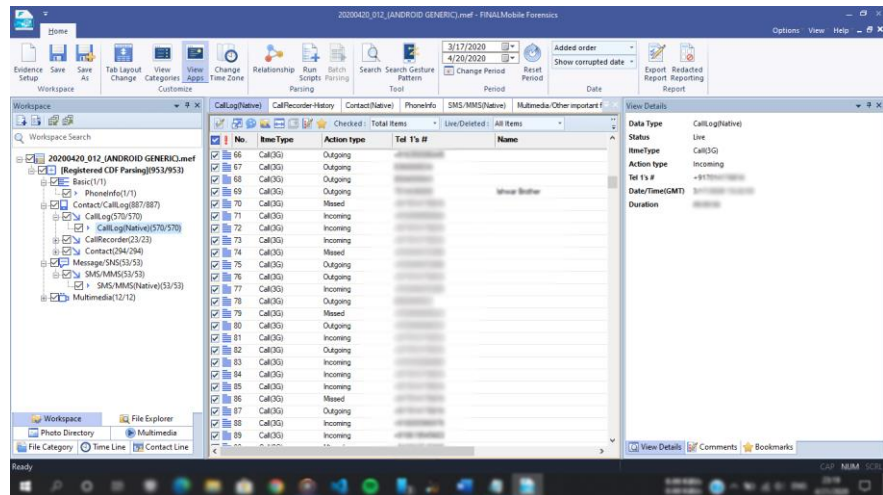 20200420_012_(ANDROID GENERIC).mef - FINALMobile Forensics
Home
Options View Help
Evidence Setup
Save
Save As
Tab Layout Change
View Categories
View Apps
Change Time Zone
Relationship
Run Scripts
Batch Parsing
Search
Search Gesture Pattern
3/17/2020
4/20/2020
Change Period
Reset Period
Added order
Show corrupted date
Export Report
Redacted Reporting
Workspace
Customize
Parsing
Tool
Period
Date
Report
Workspace
Workspace Search
20200420_012_(ANDROID GENERIC).mef
[Registered CDF Parsing](953/953)
Basic(1/1)
PhoneInfo(1/1)
Contact/CallLog(887/887)
CallLog(570/570)
CallLog(Native)(570/570)
CallRecorder(23/23)
Contact(294/294)
Message/SNS(53/53)
SMS/MMS(53/53)
SMS/MMS(Native)(53/53)
Multimedia(12/12)
Workspace
File Explorer
Photo Directory
Multimedia
File Category
Time Line
Contact Line
CallLog(Native)
CallRecorder-History
Contact(Native)
PhoneInfo
SMS/MMS(Native)
Multimedia/Other important f
Checked : Total Items
Live/Deleted : All Items
No. ItmeType Action type Tel 1's # Name
66 Call(3G) Outgoing
67 Call(3G) Outgoing
68 Call(3G) Outgoing
69 Call(3G) Outgoing
70 Call(3G) Missed
71 Call(3G) Incoming
72 Call(3G) Incoming
73 Call(3G) Incoming
74 Call(3G) Missed
75 Call(3G) Outgoing
76 Call(3G) Outgoing
77 Call(3G) Incoming
78 Call(3G) Outgoing
79 Call(3G) Missed
80 Call(3G) Outgoing
81 Call(3G) Incoming
82 Call(3G) Outgoing
83 Call(3G) Incoming
84 Call(3G) Incoming
85 Call(3G) Incoming
86 Call(3G) Missed
87 Call(3G) Outgoing
88 Call(3G) Incoming
89 Call(3G) Incoming
View Details
Data Type CallLog(Native)
Status Live
ItmeType Call(3G)
Action type Incoming
Tel 1's #
Date/Time(GMT)
Duration
View Details
Comments
Bookmarks
Ready
CAP NUM SCRL